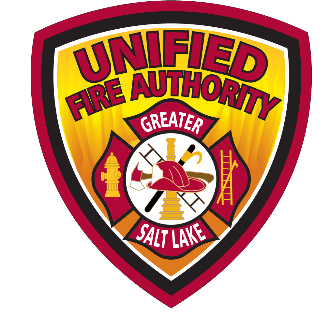 UNIFIED
FIRE AUTHORITY
GREATER
SALT LAKE